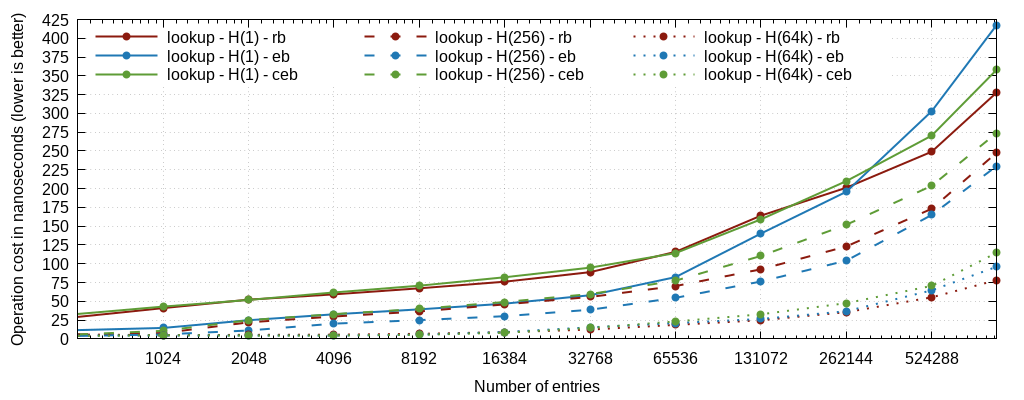 Operation cost in nanoseconds (lower is better)
425
400
375
350
325
300
275
250
225
200
175
150
125
100
75
50
25
0
lookup - H(1) - rb
lookup - H(1) - eb
lookup - H(1) - ceb
lookup - H(256) - rb
lookup - H(256) - eb
lookup - H(256) - ceb
lookup - H(64k) - rb
lookup - H(64k) - eb
lookup - H(64k) - ceb
1024 2048 4096 8192 16384 32768 65536 131072 262144 524288
Number of entries